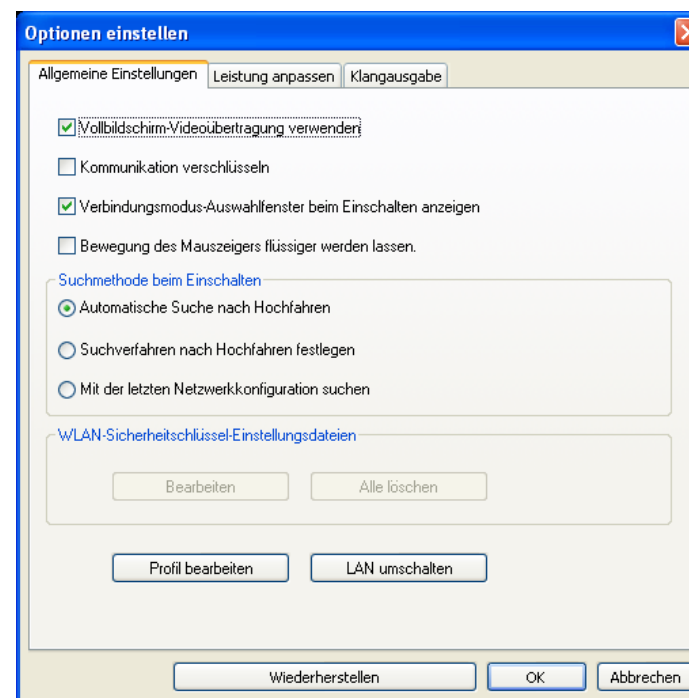 Optionen einstellen
Allgemeine Einstellungen Leistung anpassen Klangausgabe
Vollbildschirm-Videoübertragung verwenden
Kommunikation verschlüsseln
Verbindungsmodus-Auswahlfenster beim Einschalten anzeigen
Bewegung des Mauszeigers flüssiger werden lassen.
Suchmethode beim Einschalten
Automatische Suche nach Hochfahren
Suchverfahren nach Hochfahren festlegen
Mit der letzten Netzwerkkonfiguration suchen
WLAN-Sicherheitschlüssel-Einstellungsdateien
Bearbeiten Alle löschen
Profil bearbeiten LAN umschalten
Wiederherstellen OK Abbrechen